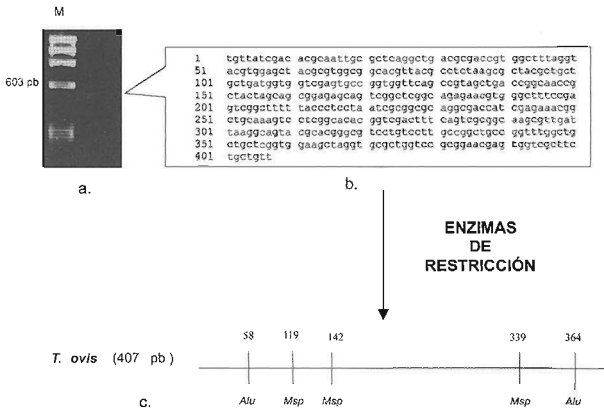 M
603 pb
a.
1 tgttatcgac acgcaattgc gctcaggctg acgcgaccgt ggctttaggt
51 acgtggagct acgcgtggcg gcacgttacg cctctaagcg ctacgctgct
101 gctgatggtg gtcgagtgcc gvggttcag ccgtagctga ccggcaaccg
151 ctactagcag cggagagcag tcggctcggc agagaacgtg ggctttccga
201 gtcggctttt taccctccta atcgcggcgc aggcgaccat cgagaaacgg
251 ctgcaaagtc ctcggcacac ggtcgacttt cagtcgcggc aagcgttgat
301 taaggcagta cgcacgggcg tcctgtcctt gccggctgcc ggtttggctg
351 ctgctcggtg gaagctaggt gcgctggtcc gcggaacgag tggtcgcttc
401 tgctgtt
b.
ENZIMAS
DE
RESTRICCIÓN
58 119 142 339 364
T. ovis (407 pb)
Alu Msp Msp Msp Alu
c.